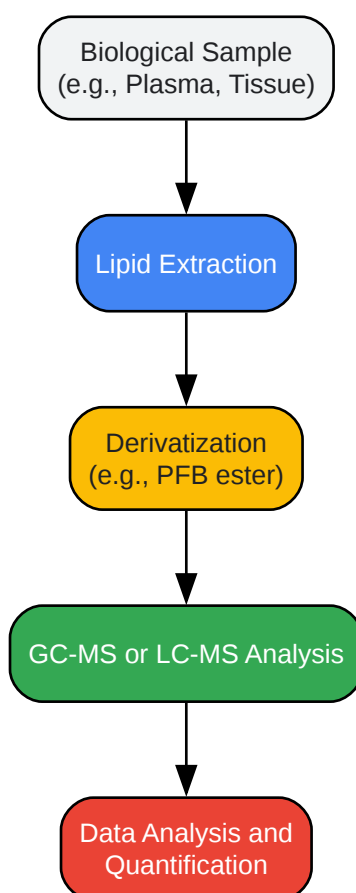 Biological Sample
(e.g., Plasma, Tissue)
Lipid Extraction
Derivatization
(e.g., PFB ester)
GC-MS or LC-MS Analysis
Data Analysis and
Quantification